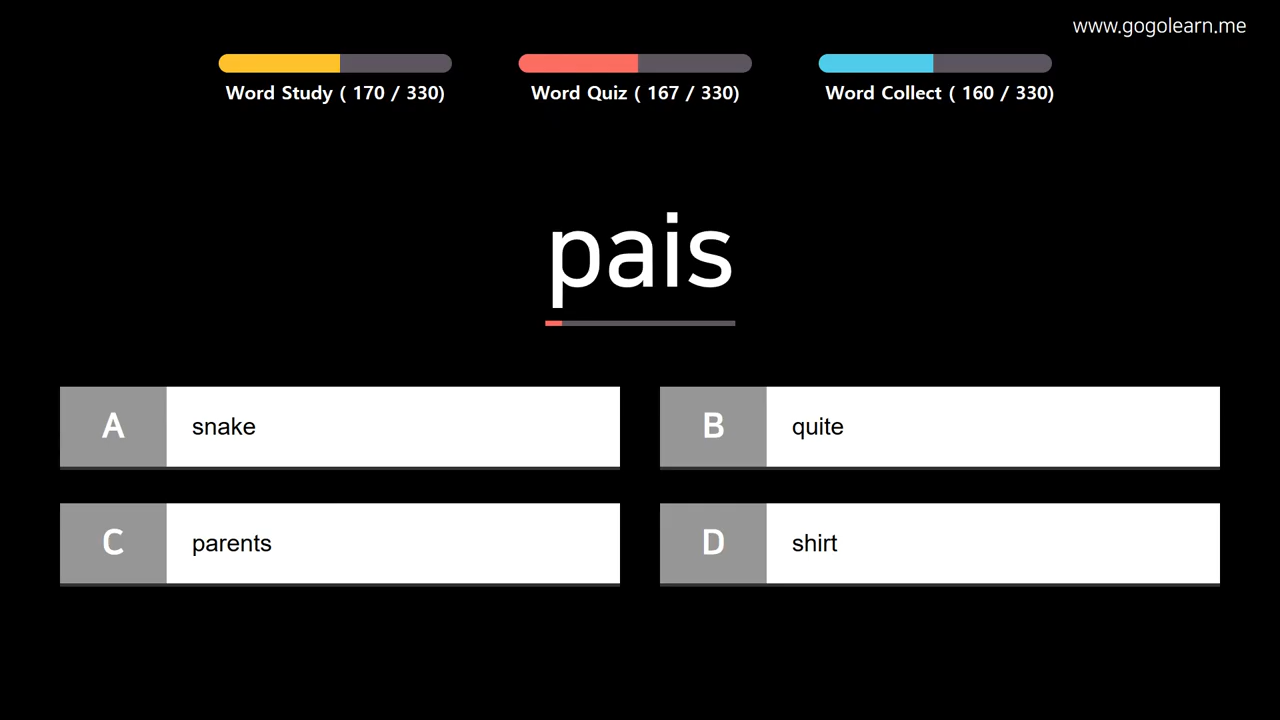 www.gogolearn.me
Word Study ( 170 / 330)
Word Quiz ( 167 / 330)
Word Collect ( 160 / 330)
pais
A snake
B quite
C parents
D shirt